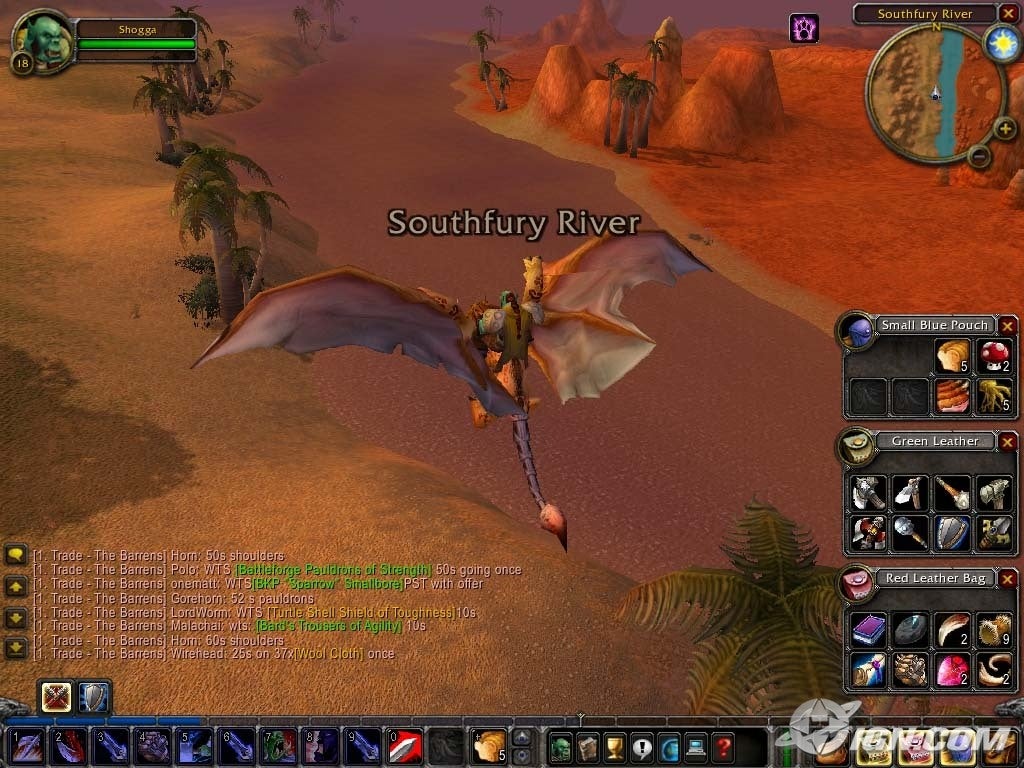 Shogga
18
Southfury River
N
Southfury River
Small Blue Pouch
5
2
5
Green Leather
Red Leather Bag
2
9
2
2
[1. Trade - The Barrens] Horn: 50s shoulders
[1. Trade - The Barrens] Polo: WTS [Battleforge Pauldrons of Strength] 50s going once
[1. Trade - The Barrens] onematt: WTS[BKP "Sparrow" Smallbore]PST with offer
[1. Trade - The Barrens] Gorehorn: 52 s pauldrons
[1. Trade - The Barrens] LordWorm: WTS [Turtle Shell Shield of Toughness]10s
[1. Trade - The Barrens] Malachai: wts: [Bard's Trousers of Agility] 10s
[1. Trade - The Barrens] Horn: 60s shoulders
[1. Trade - The Barrens] Wirehead: 25s on 37x[Wool Cloth] once
1 2 3 4 5 6 7 8 9 0 5
IGN.COM